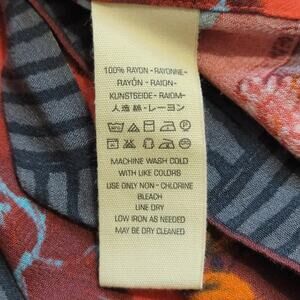 100% RAYON - RAYONNE-
RAYÓN - RAION-
KUNSTSEIDE - RAIOM-
人造絲 - レーヨン
MACHINE WASH COLD
WITH LIKE COLORS
USE ONLY NON - CHLORINE
BLEACH
LINE DRY
LOW IRON AS NEEDED
MAY BE DRY CLEANED